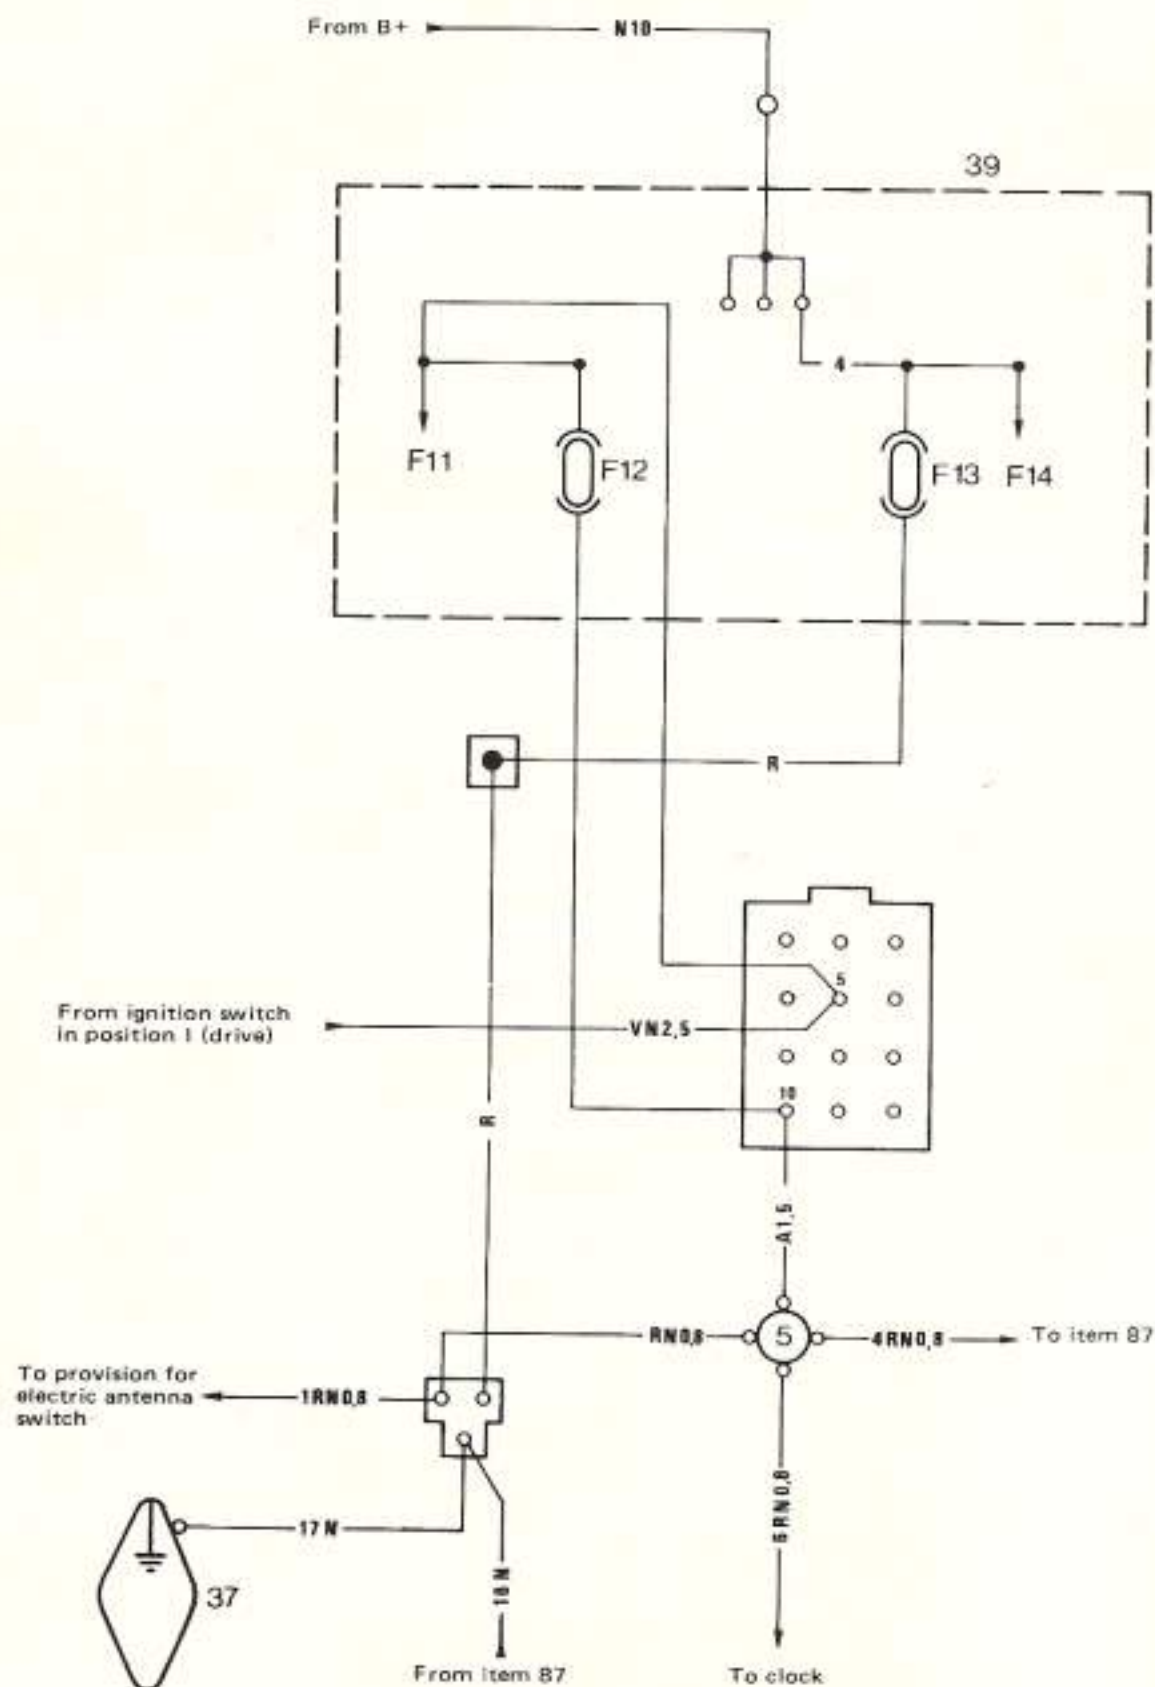 From B+
N10
39
4
F11
F12
F13
F14
R
5
From ignition switch
in position I (drive)
VN2,5
10
R
A1,5
RN0,8
5
4RN0,8
To item 87
To provision for
electric antenna
switch
1RN0,8
6RN0,8
17N
37
16N
From item 87
To clock